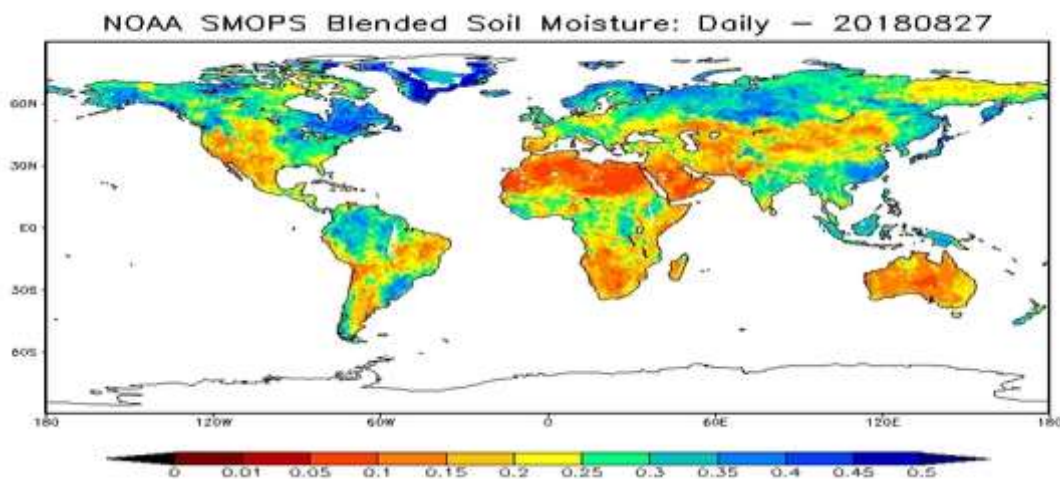 NOAA SMOPS Blended Soil Moisture: Daily – 20180827
60N
30N
EQ
30S
60S
180 120W 60W 0 60E 120E 180
0 0.01 0.05 0.1 0.15 0.2 0.25 0.3 0.35 0.4 0.45 0.5